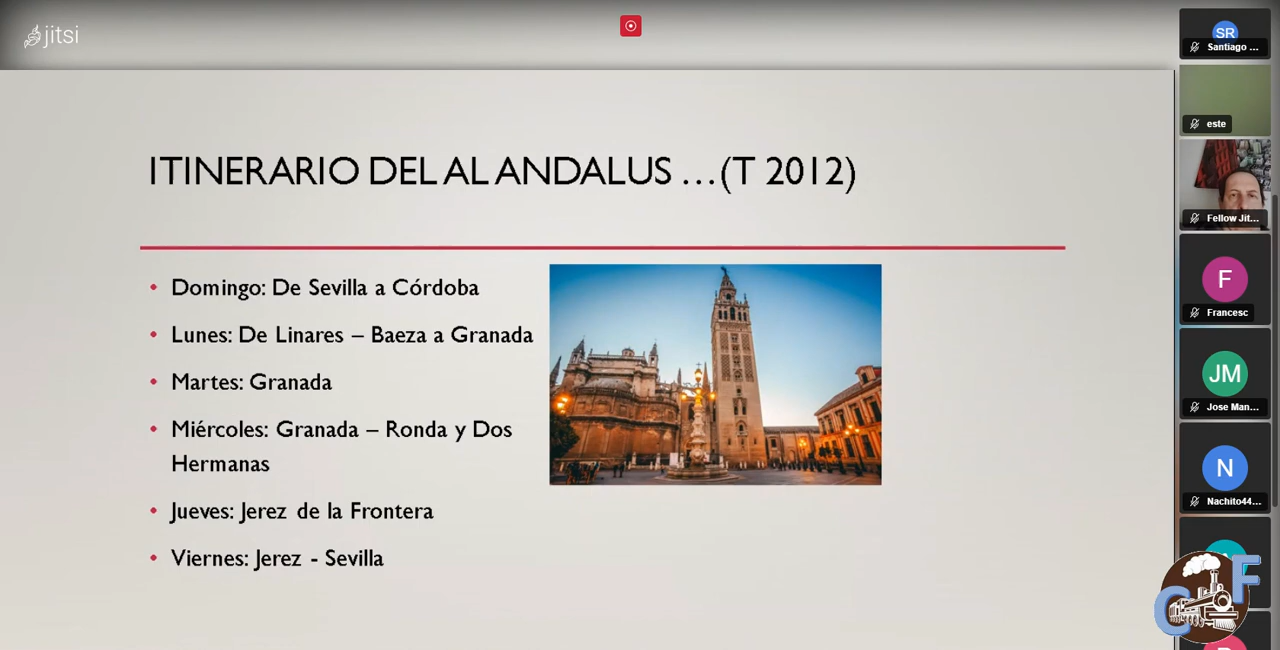 jitsi
SR
Santiago ...
ITINERARIO DEL AL ANDALUS ...(T 2012)
Domingo: De Sevilla a Córdoba
Lunes: De Linares – Baeza a Granada
Martes: Granada
Miércoles: Granada – Ronda y Dos
Hermanas
Jueves: Jerez de la Frontera
Viernes: Jerez - Sevilla
este
Fellow Jit...
F
Francesc
JM
Jose Man...
N
Nachito44...
C F